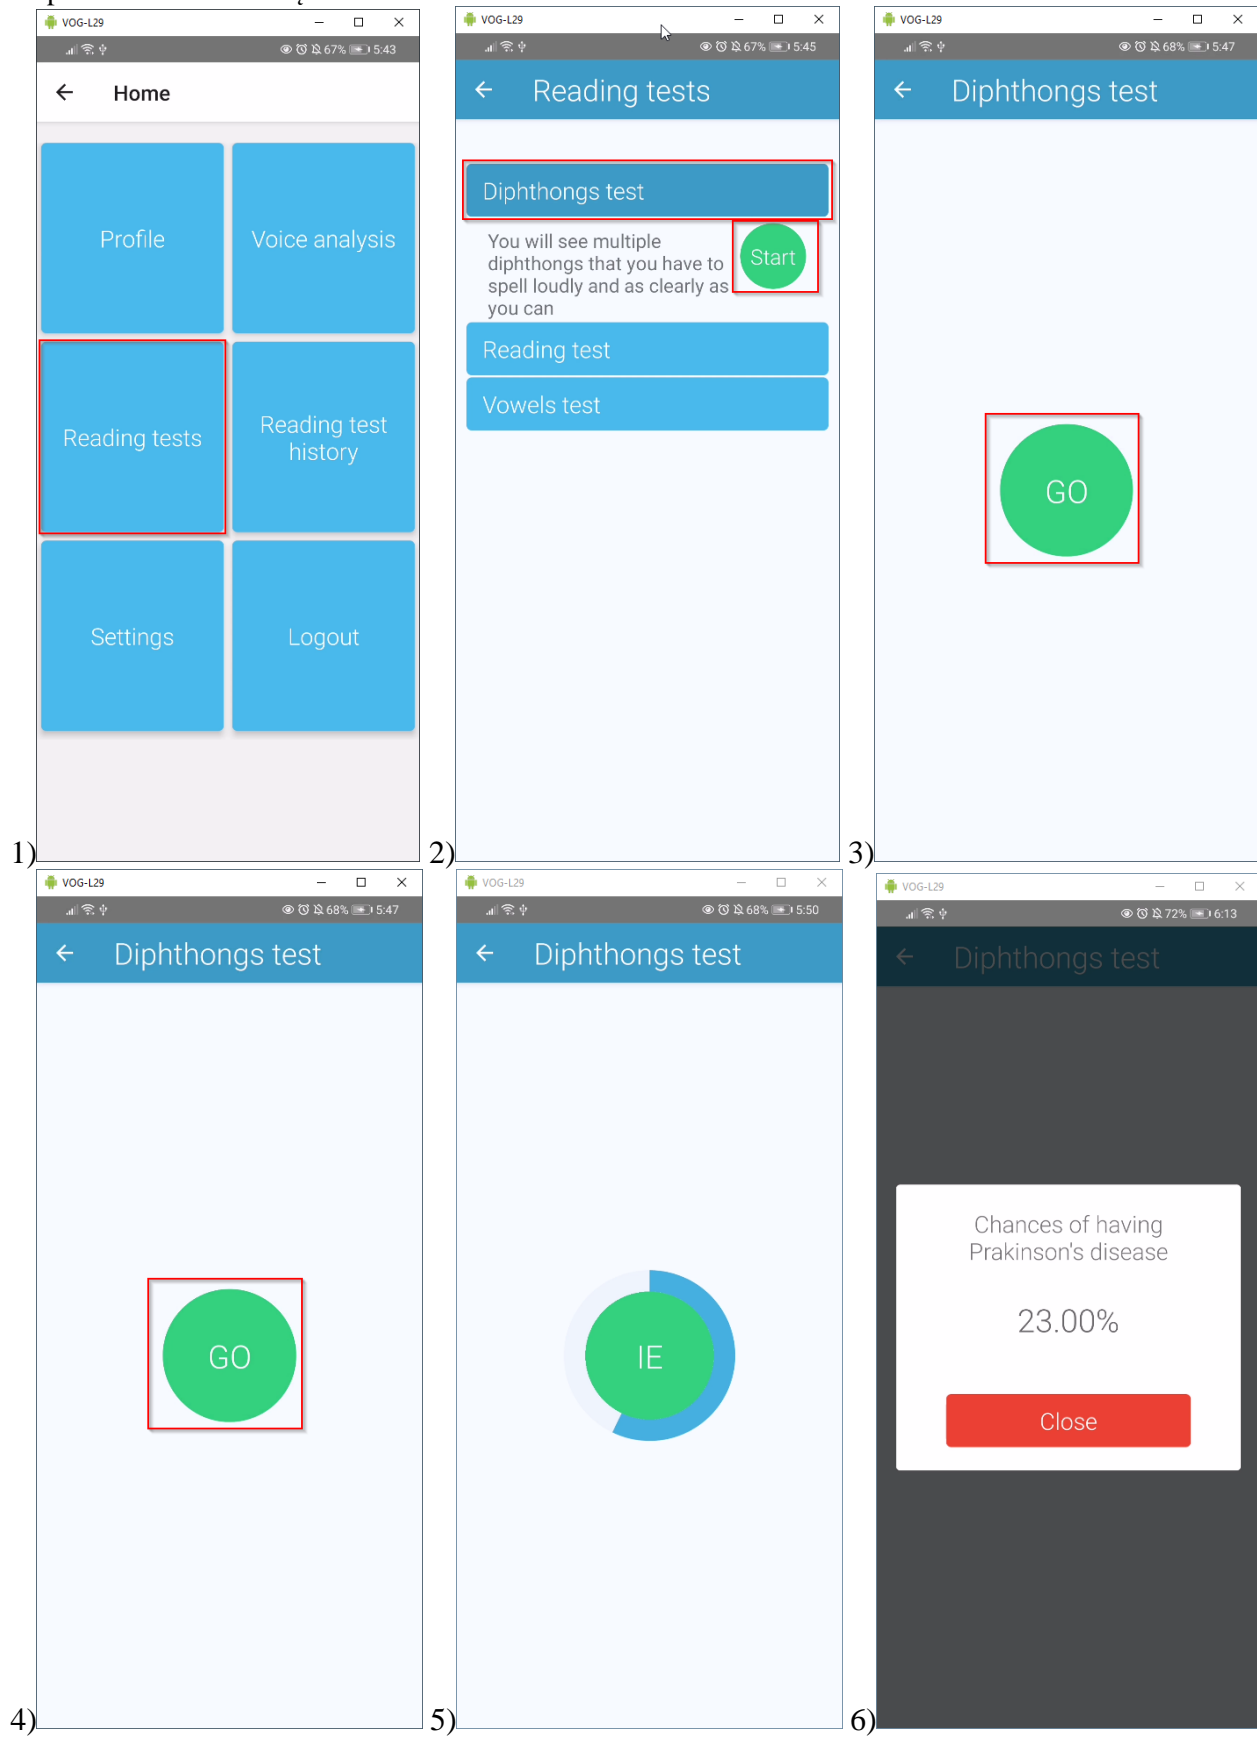 VOG-L29
67% 5:43
Home
Profile
Voice analysis
Reading tests
Reading test
history
Settings
Logout
1)
VOG-L29
67% 5:45
Reading tests
Diphthongs test
You will see multiple
diphthongs that you have to
spell loudly and as clearly as
you can
Start
Reading test
Vowels test
2)
VOG-L29
68% 5:47
Diphthongs test
GO
3)
VOG-L29
68% 5:47
Diphthongs test
GO
4)
VOG-L29
68% 5:50
Diphthongs test
IE
5)
VOG-L29
72% 6:13
Diphthongs test
Chances of having
Prakinson's disease
23.00%
Close
6)